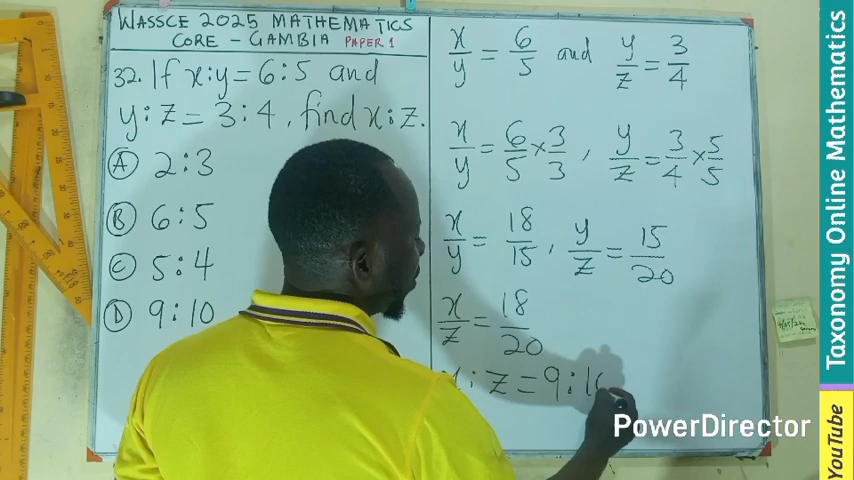 WASSCE 2025 MATHEMATICS
CORE - GAMBIA PAPER 1
32. If x:y = 6:5 and
y:z = 3:4, find x:z.
A 2:3
B 6:5
C 5:4
D 9:10
x/y = 6/5 and y/z = 3/4
x/y = 6/5 × 3/3 , y/z = 3/4 × 5/5
x/y = 18/15 , y/z = 15/20
x/z = 18/20
x:z = 9:10
PowerDirector
Taxonomy Online Mathematics
YouTube